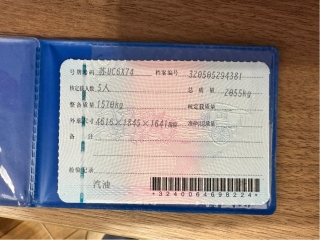 号牌号码 苏UC6X74 档案编号 320505294381
核定载人数 5人 总质量 2055kg
整备质量 1570kg 核定载质量
外廓尺寸 4616×1845×1641mm 准牵引总质量
备注
检验记录
汽油
*3240064698224*